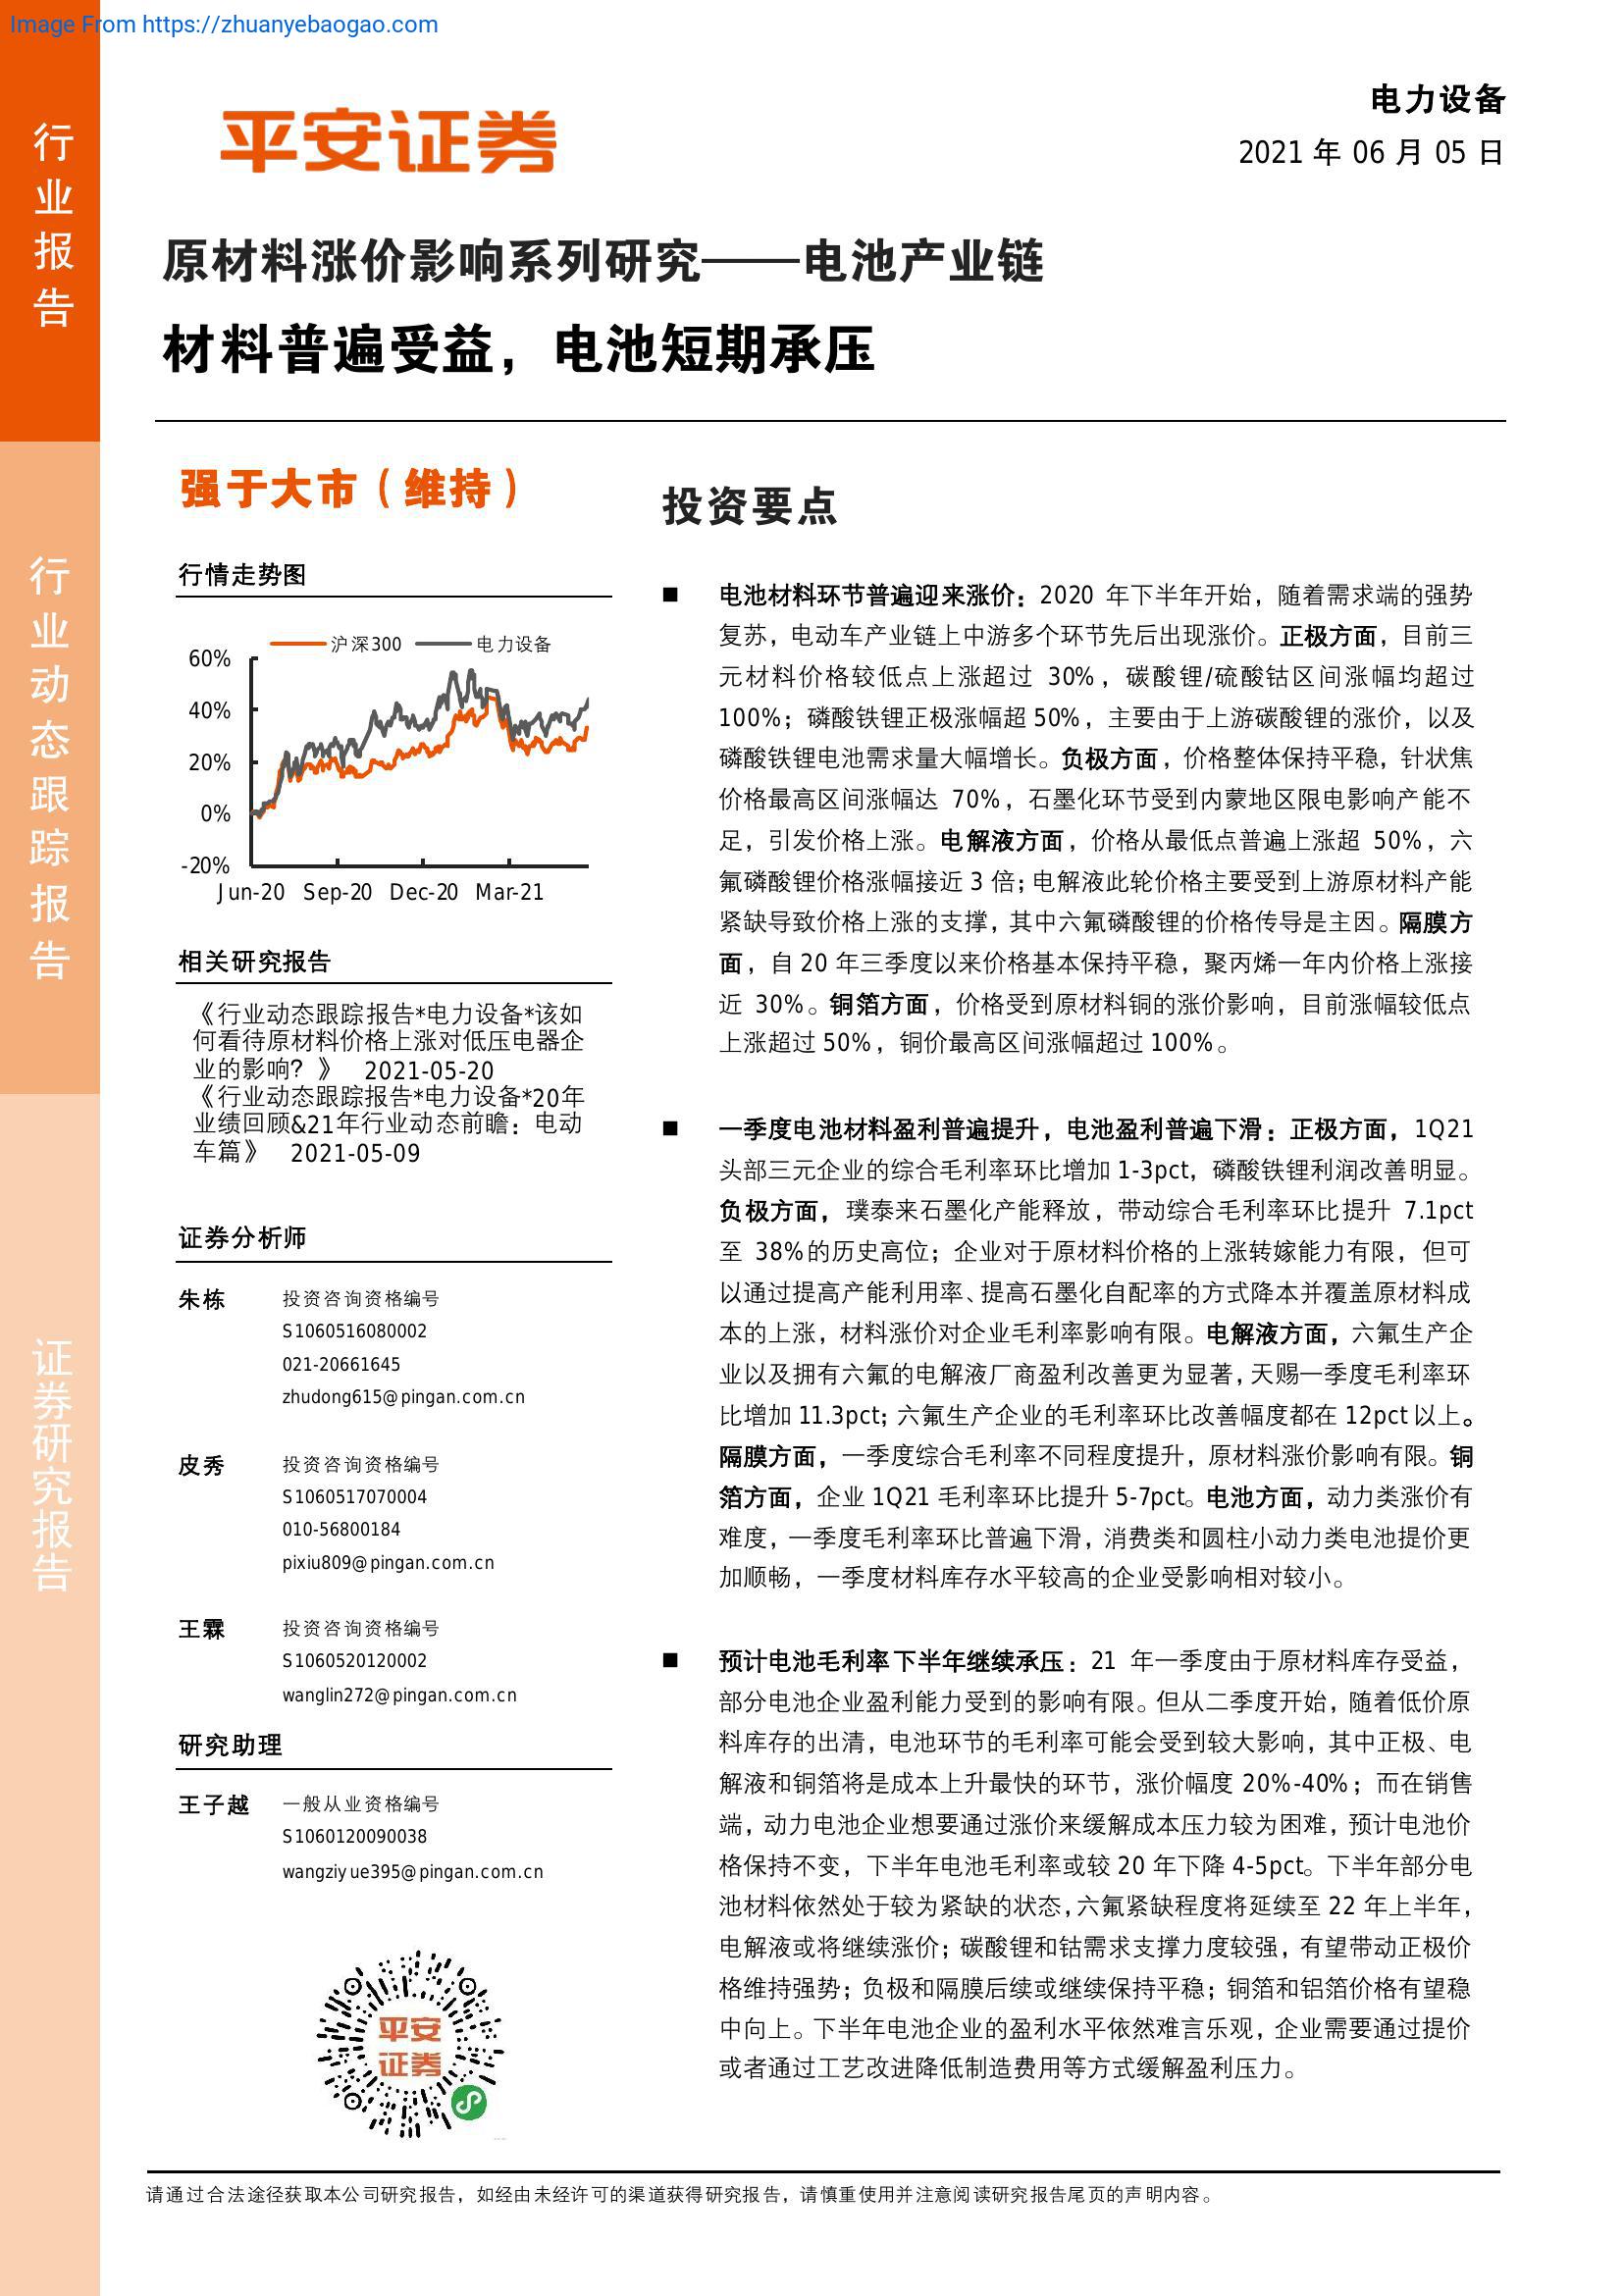 Image From https://zhuanyebaogao.com
行业报告
行业动态跟踪报告
证券研究报告
平安证券
电力设备
2021 年 06 月 05 日
原材料涨价影响系列研究——电池产业链
材料普遍受益，电池短期承压
强于大市（维持）
行情走势图
沪深300 电力设备
60%
40%
20%
0%
-20%
Jun-20 Sep-20 Dec-20 Mar-21
相关研究报告
《行业动态跟踪报告*电力设备*该如
何看待原材料价格上涨对低压电器企
业的影响？》 2021-05-20
《行业动态跟踪报告*电力设备*20年
业绩回顾&21年行业动态前瞻：电动
车篇》 2021-05-09
证券分析师
朱栋 投资咨询资格编号
S1060516080002
021-20661645
zhudong615@pingan.com.cn
皮秀 投资咨询资格编号
S1060517070004
010-56800184
pixiu809@pingan.com.cn
王霖 投资咨询资格编号
S1060520120002
wanglin272@pingan.com.cn
研究助理
王子越 一般从业资格编号
S1060120090038
wangziyue395@pingan.com.cn
平安
证券
投资要点
■ 电池材料环节普遍迎来涨价：2020 年下半年开始，随着需求端的强势
复苏，电动车产业链上中游多个环节先后出现涨价。正极方面，目前三
元材料价格较低点上涨超过 30%，碳酸锂/硫酸钴区间涨幅均超过
100%；磷酸铁锂正极涨幅超 50%，主要由于上游碳酸锂的涨价，以及
磷酸铁锂电池需求量大幅增长。负极方面，价格整体保持平稳，针状焦
价格最高区间涨幅达 70%，石墨化环节受到内蒙地区限电影响产能不
足，引发价格上涨。电解液方面，价格从最低点普遍上涨超 50%，六
氟磷酸锂价格涨幅接近 3 倍；电解液此轮价格主要受到上游原材料产能
紧缺导致价格上涨的支撑，其中六氟磷酸锂的价格传导是主因。隔膜方
面，自 20 年三季度以来价格基本保持平稳，聚丙烯一年内价格上涨接
近 30%。铜箔方面，价格受到原材料铜的涨价影响，目前涨幅较低点
上涨超过 50%，铜价最高区间涨幅超过 100%。
■ 一季度电池材料盈利普遍提升，电池盈利普遍下滑：正极方面，1Q21
头部三元企业的综合毛利率环比增加 1-3pct，磷酸铁锂利润改善明显。
负极方面，璞泰来石墨化产能释放，带动综合毛利率环比提升 7.1pct
至 38%的历史高位；企业对于原材料价格的上涨转嫁能力有限，但可
以通过提高产能利用率、提高石墨化自配率的方式降本并覆盖原材料成
本的上涨，材料涨价对企业毛利率影响有限。电解液方面，六氟生产企
业以及拥有六氟的电解液厂商盈利改善更为显著，天赐一季度毛利率环
比增加 11.3pct；六氟生产企业的毛利率环比改善幅度都在 12pct 以上。
隔膜方面，一季度综合毛利率不同程度提升，原材料涨价影响有限。铜
箔方面，企业 1Q21 毛利率环比提升 5-7pct。电池方面，动力类涨价有
难度，一季度毛利率环比普遍下滑，消费类和圆柱小动力类电池提价更
加顺畅，一季度材料库存水平较高的企业受影响相对较小。
■ 预计电池毛利率下半年继续承压：21 年一季度由于原材料库存受益，
部分电池企业盈利能力受到的影响有限。但从二季度开始，随着低价原
料库存的出清，电池环节的毛利率可能会受到较大影响，其中正极、电
解液和铜箔将是成本上升最快的环节，涨价幅度 20%-40%；而在销售
端，动力电池企业想要通过涨价来缓解成本压力较为困难，预计电池价
格保持不变，下半年电池毛利率或较 20 年下降 4-5pct。下半年部分电
池材料依然处于较为紧缺的状态，六氟紧缺程度将延续至 22 年上半年，
电解液或将继续涨价；碳酸锂和钴需求支撑力度较强，有望带动正极价
格维持强势；负极和隔膜后续或继续保持平稳；铜箔和铝箔价格有望稳
中向上。下半年电池企业的盈利水平依然难言乐观，企业需要通过提价
或者通过工艺改进降低制造费用等方式缓解盈利压力。
请通过合法途径获取本公司研究报告，如经由未经许可的渠道获得研究报告，请慎重使用并注意阅读研究报告尾页的声明内容。